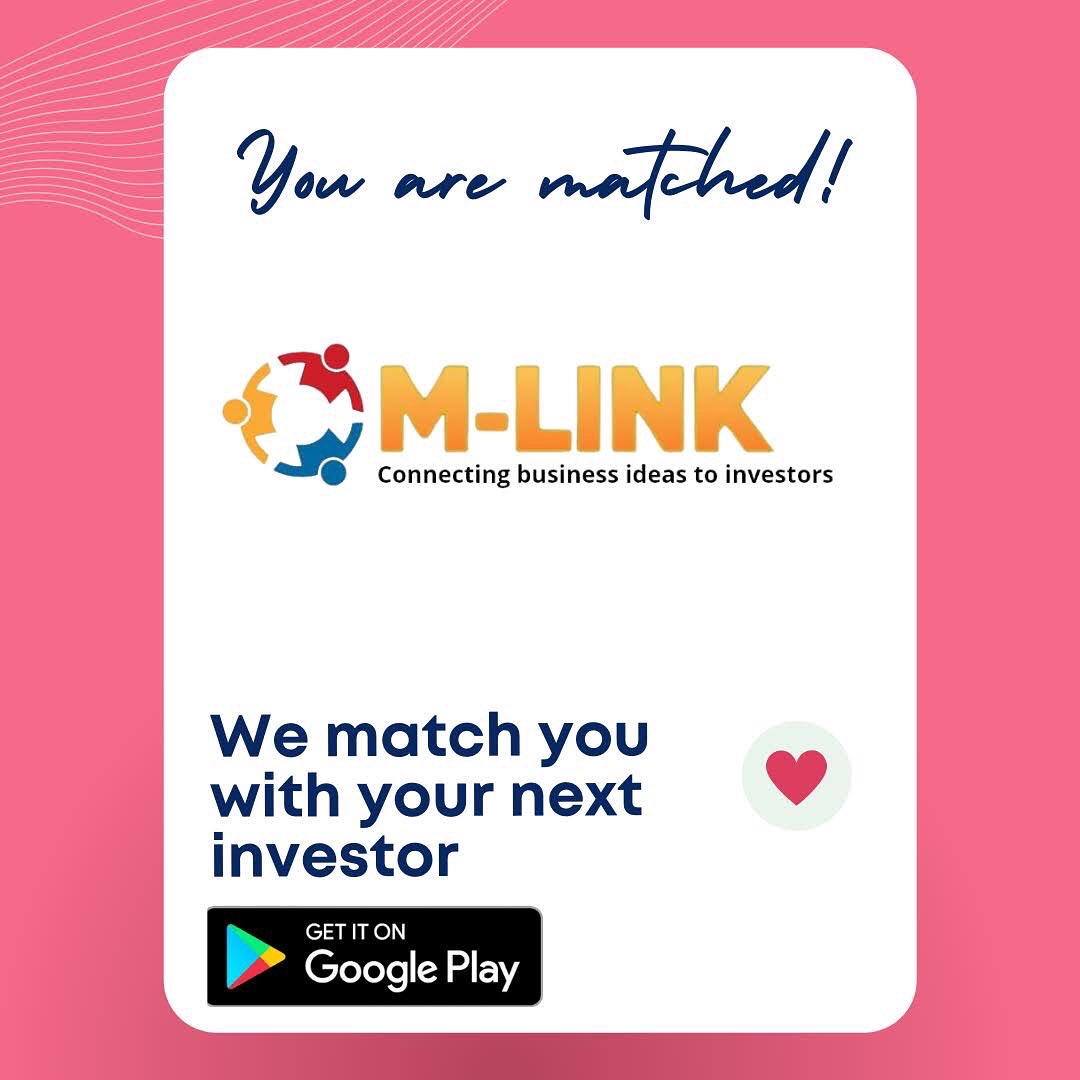 You are matched!
M-LINK
Connecting business ideas to investors
We match you
with your next
investor
GET IT ON
Google Play